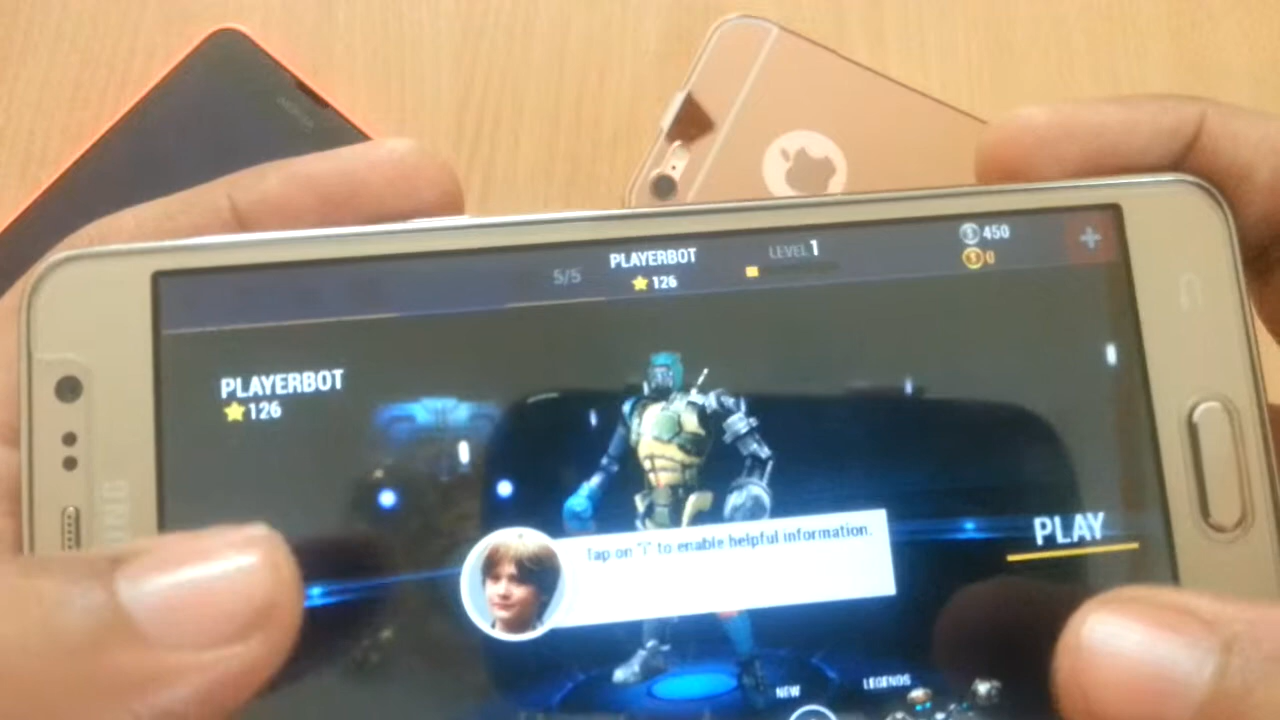 NOKIA
5/5
PLAYERBOT
126
LEVEL 1
450
0
PLAYERBOT
126
Tap on "i" to enable helpful information.
PLAY
NEW
LEGENDS